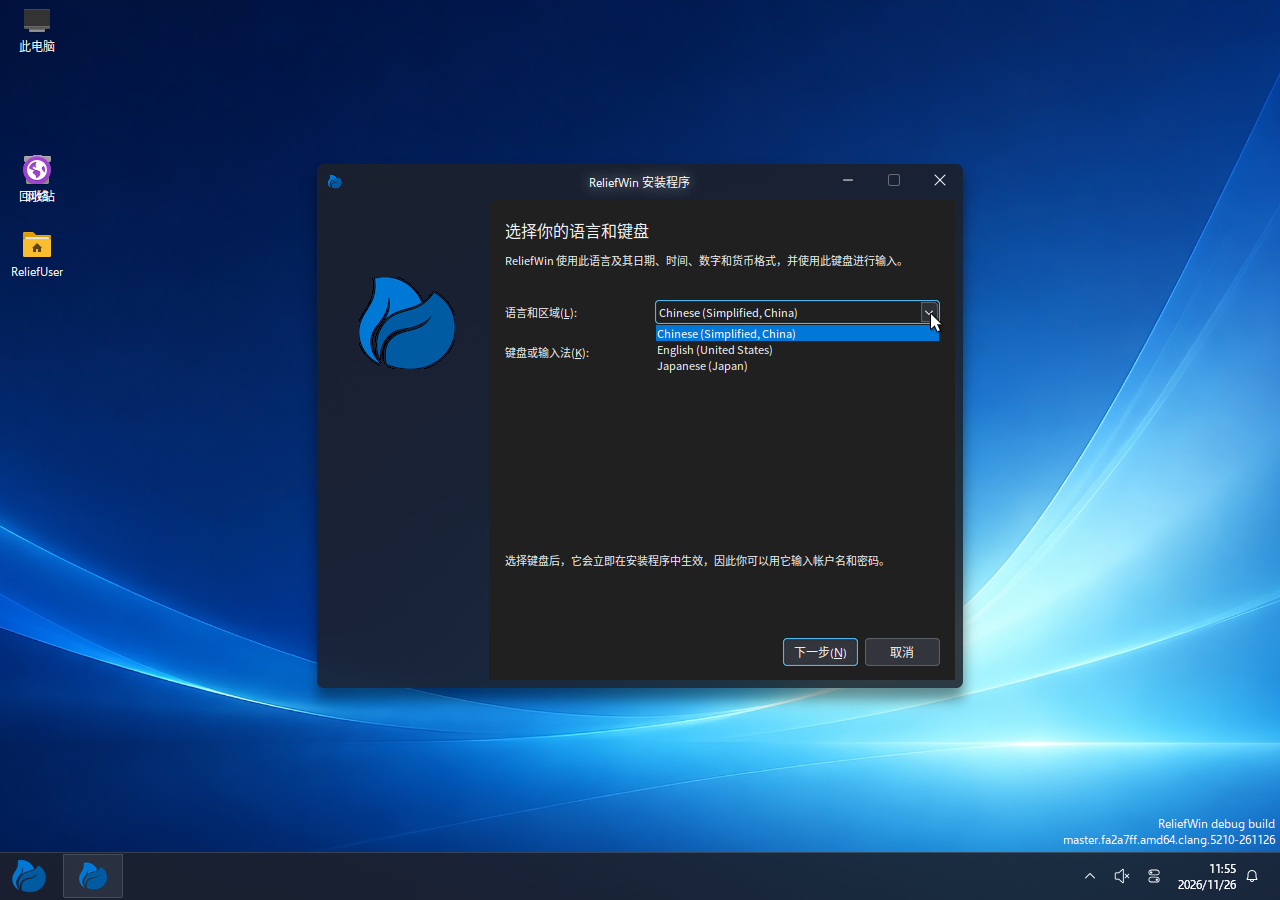 此电脑
ReliefUser
ReliefWin 安装程序
选择你的语言和键盘
ReliefWin 使用此语言及其日期、时间、数字和货币格式，并使用此键盘进行输入。
语言和区域(L):
Chinese (Simplified, China)
Chinese (Simplified, China)
English (United States)
Japanese (Japan)
键盘或输入法(K):
选择键盘后，它会立即在安装程序中生效，因此你可以用它输入帐户名和密码。
下一步(N)
取消
ReliefWin debug build
master.fa2a7ff.amd64.clang.5210-261126
11:55
2026/11/26